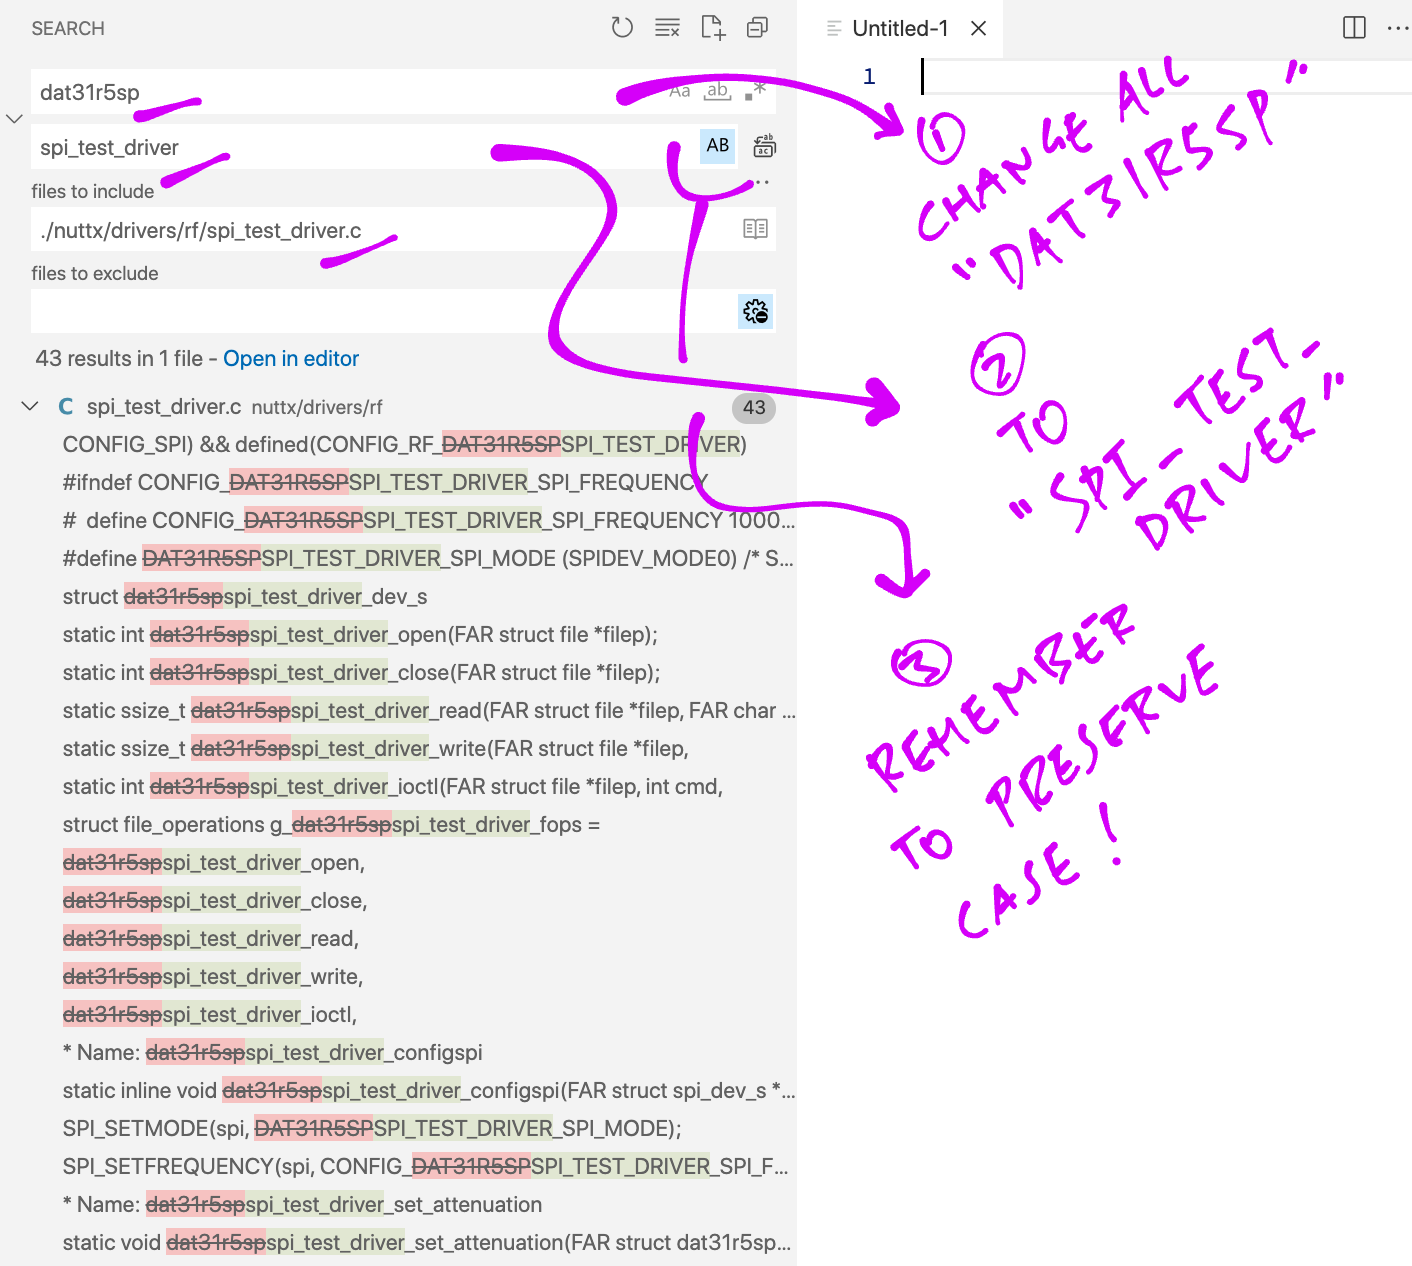 SEARCH
dat31r5sp
Aa ab .*
spi_test_driver
AB
files to include
./nuttx/drivers/rf/spi_test_driver.c
files to exclude
43 results in 1 file - Open in editor
C spi_test_driver.c nuttx/drivers/rf 43
CONFIG_SPI) && defined(CONFIG_RF_DAT31R5SPSPI_TEST_DRIVER)
#ifndef CONFIG_DAT31R5SPSPI_TEST_DRIVER_SPI_FREQUENCY
# define CONFIG_DAT31R5SPSPI_TEST_DRIVER_SPI_FREQUENCY 1000...
#define DAT31R5SPSPI_TEST_DRIVER_SPI_MODE (SPIDEV_MODE0) /* S...
struct dat31r5spspi_test_driver_dev_s
static int dat31r5spspi_test_driver_open(FAR struct file *filep);
static int dat31r5spspi_test_driver_close(FAR struct file *filep);
static ssize_t dat31r5spspi_test_driver_read(FAR struct file *filep, FAR char ...
static ssize_t dat31r5spspi_test_driver_write(FAR struct file *filep,
static int dat31r5spspi_test_driver_ioctl(FAR struct file *filep, int cmd,
struct file_operations g_dat31r5spspi_test_driver_fops =
dat31r5spspi_test_driver_open,
dat31r5spspi_test_driver_close,
dat31r5spspi_test_driver_read,
dat31r5spspi_test_driver_write,
dat31r5spspi_test_driver_ioctl,
* Name: dat31r5spspi_test_driver_configspi
static inline void dat31r5spspi_test_driver_configspi(FAR struct spi_dev_s *...
SPI_SETMODE(spi, DAT31R5SPSPI_TEST_DRIVER_SPI_MODE);
SPI_SETFREQUENCY(spi, CONFIG_DAT31R5SPSPI_TEST_DRIVER_SPI_F...
* Name: dat31r5spspi_test_driver_set_attenuation
static void dat31r5spspi_test_driver_set_attenuation(FAR struct dat31r5sp...
Untitled-1
1
1
CHANGE ALL
"DAT31R5SP"
2
TO
"SPI_TEST_
DRIVER"
3
REMEMBER
TO PRESERVE
CASE!